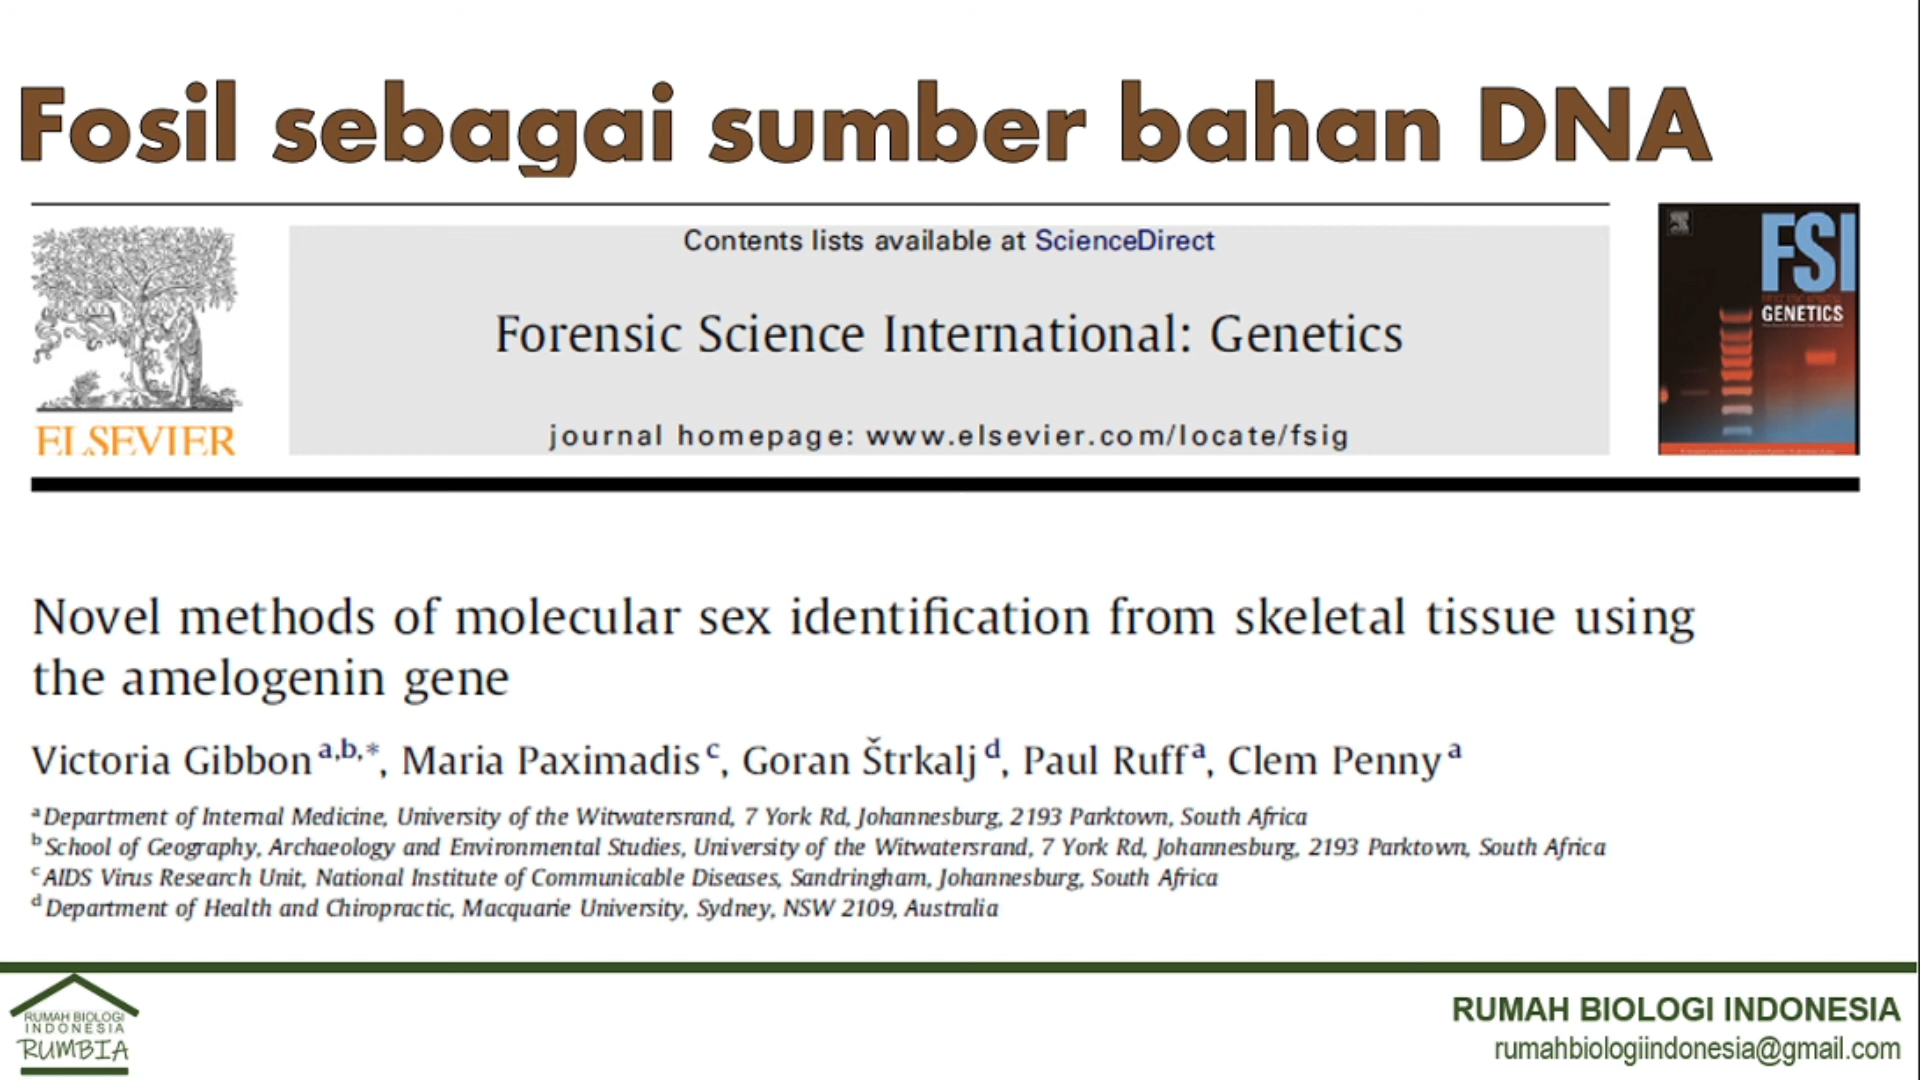 Fosil sebagai sumber bahan DNA
Contents lists available at ScienceDirect
Forensic Science International: Genetics
journal homepage: www.elsevier.com/locate/fsig
ELSEVIER
FSI
GENETICS
Novel methods of molecular sex identification from skeletal tissue using
the amelogenin gene
Victoria Gibbon a,b,*, Maria Paximadis c, Goran Štrkalj d, Paul Ruff a, Clem Penny a
a Department of Internal Medicine, University of the Witwatersrand, 7 York Rd, Johannesburg, 2193 Parktown, South Africa
b School of Geography, Archaeology and Environmental Studies, University of the Witwatersrand, 7 York Rd, Johannesburg, 2193 Parktown, South Africa
c AIDS Virus Research Unit, National Institute of Communicable Diseases, Sandringham, Johannesburg, South Africa
d Department of Health and Chiropractic, Macquarie University, Sydney, NSW 2109, Australia
RUMAH BIOLOGI
INDONESIA
RUMBIA
RUMAH BIOLOGI INDONESIA
rumahbiologiindonesia@gmail.com